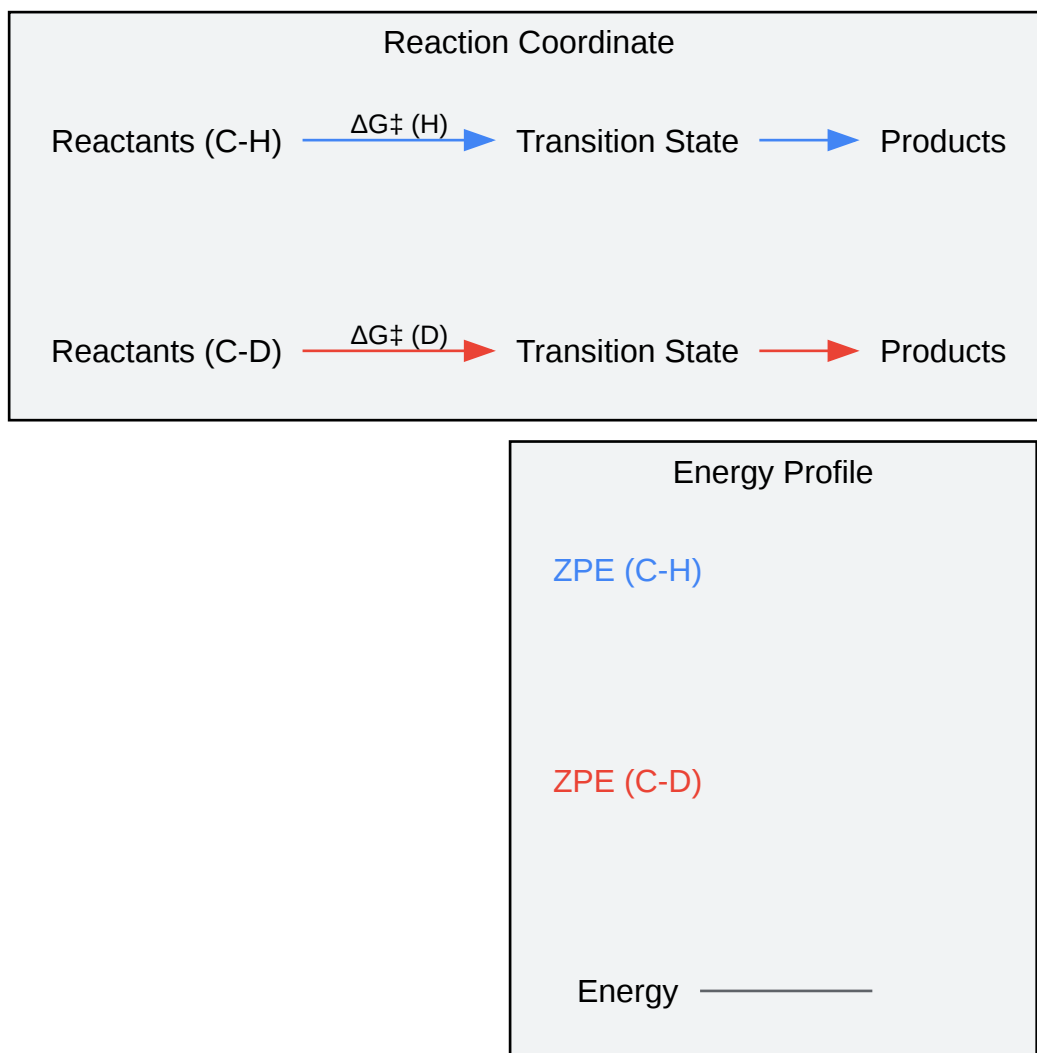 Reaction Coordinate
Reactants (C-H)
ΔG‡ (H)
Transition State
Products
Reactants (C-D)
ΔG‡ (D)
Transition State
Products
Energy Profile
ZPE (C-H)
ZPE (C-D)
Energy